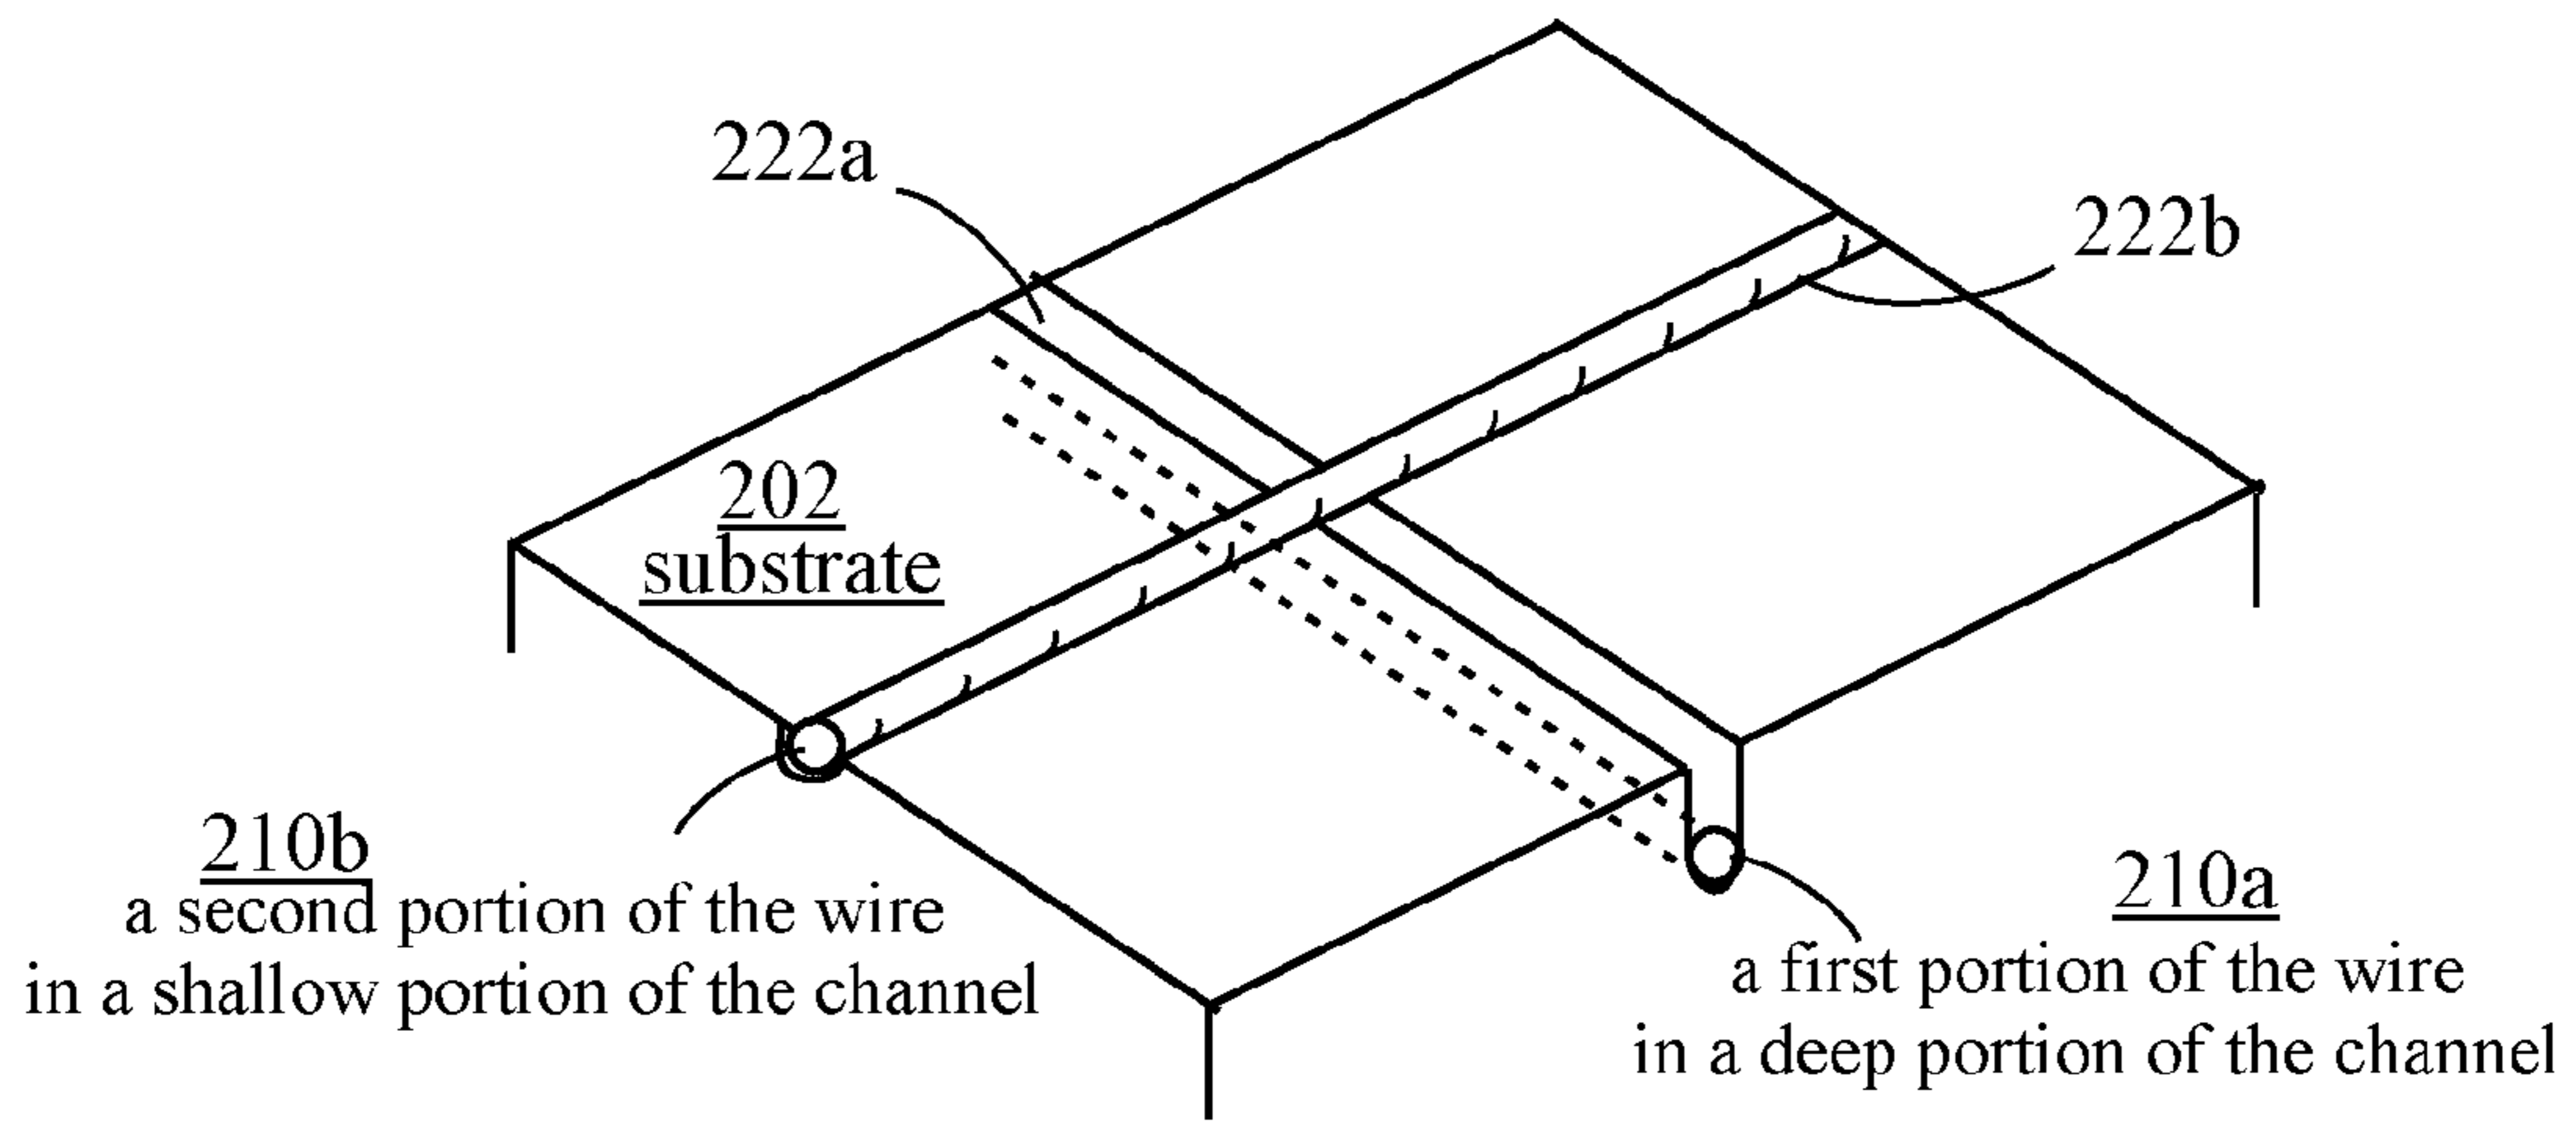 222a
222b
202
substrate
210b
a second portion of the wire
in a shallow portion of the channel
210a
a first portion of the wire
in a deep portion of the channel